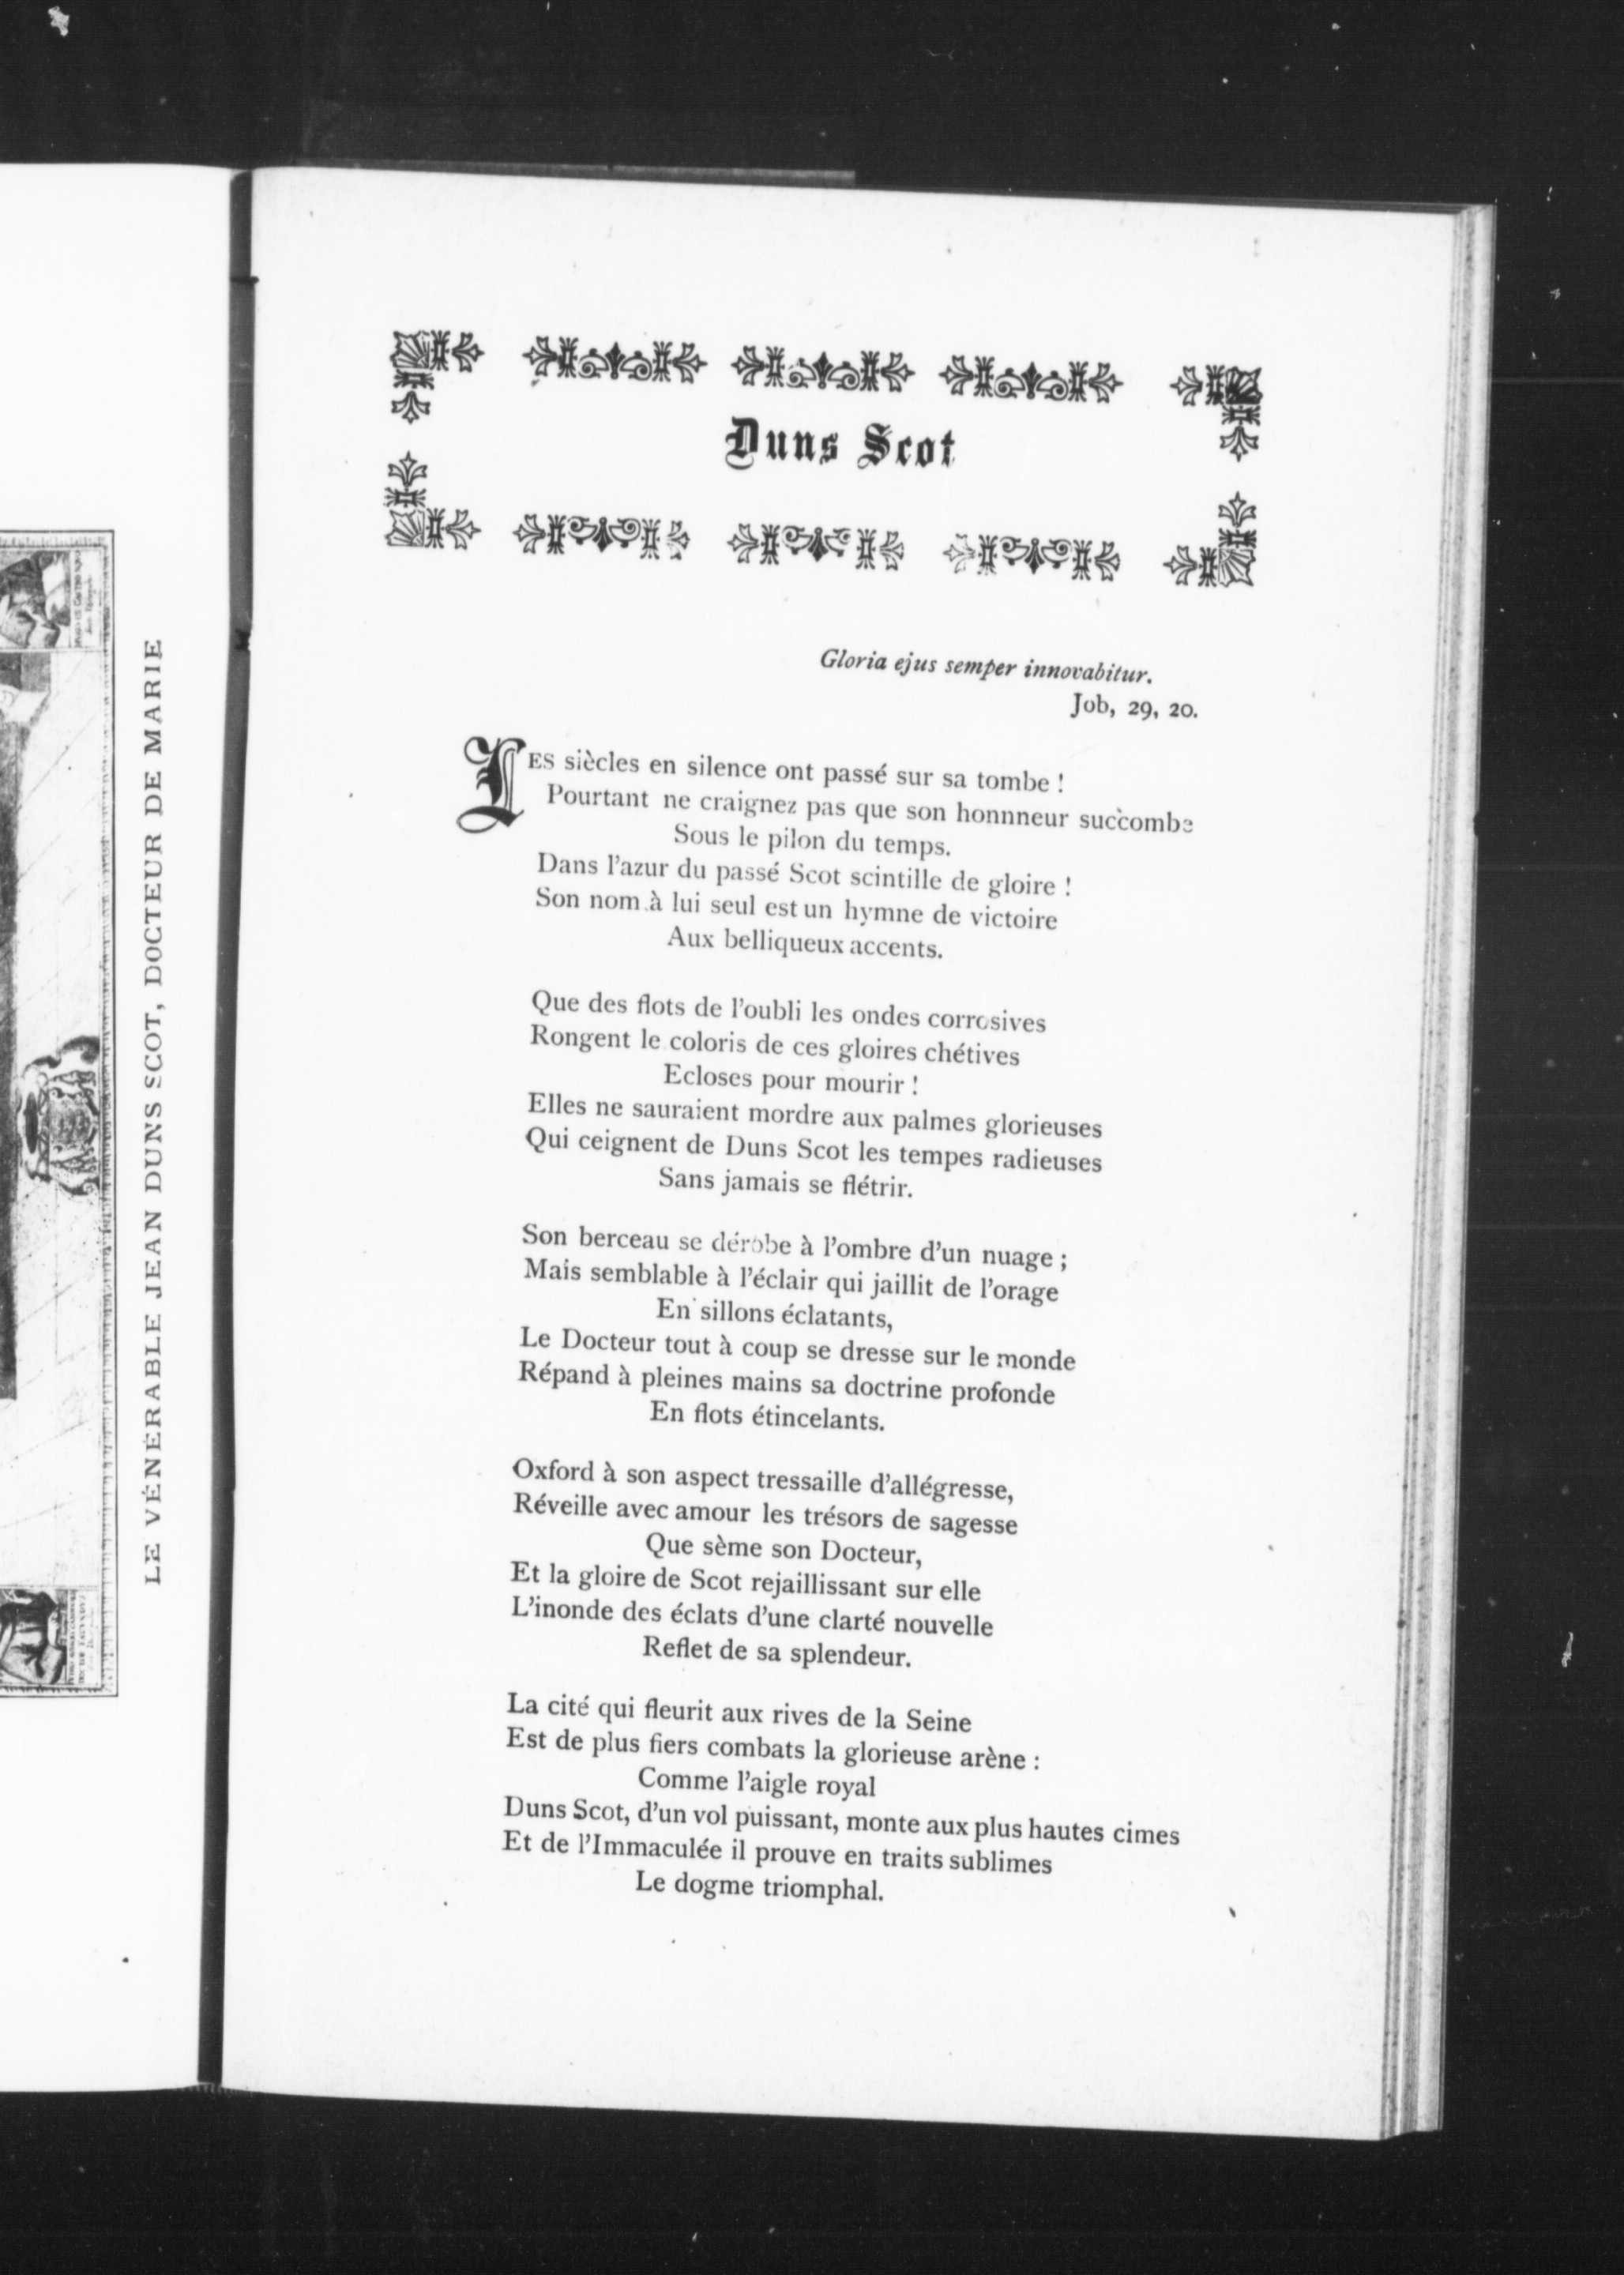 LE VÉNÉRABLE JEAN DUNS SCOT, DOCTEUR DE MARIE
Duns Scot
Gloria ejus semper innovabitur.
Job, 29, 20.
LES siècles en silence ont passé sur sa tombe !
Pourtant ne craignez pas que son honnneur succombe
Sous le pilon du temps.
Dans l'azur du passé Scot scintille de gloire !
Son nom à lui seul est un hymne de victoire
Aux belliqueux accents.
Que des flots de l'oubli les ondes corrosives
Rongent le coloris de ces gloires chétives
Ecloses pour mourir !
Elles ne sauraient mordre aux palmes glorieuses
Qui ceignent de Duns Scot les tempes radieuses
Sans jamais se flétrir.
Son berceau se dérobe à l'ombre d'un nuage ;
Mais semblable à l'éclair qui jaillit de l'orage
En sillons éclatants,
Le Docteur tout à coup se dresse sur le monde
Répand à pleines mains sa doctrine profonde
En flots étincelants.
Oxford à son aspect tressaille d'allégresse,
Réveille avec amour les trésors de sagesse
Que sème son Docteur,
Et la gloire de Scot rejaillissant sur elle
L'inonde des éclats d'une clarté nouvelle
Reflet de sa splendeur.
La cité qui fleurit aux rives de la Seine
Est de plus fiers combats la glorieuse arène :
Comme l'aigle royal
Duns Scot, d'un vol puissant, monte aux plus hautes cimes
Et de l'Immaculée il prouve en traits sublimes
Le dogme triomphal.